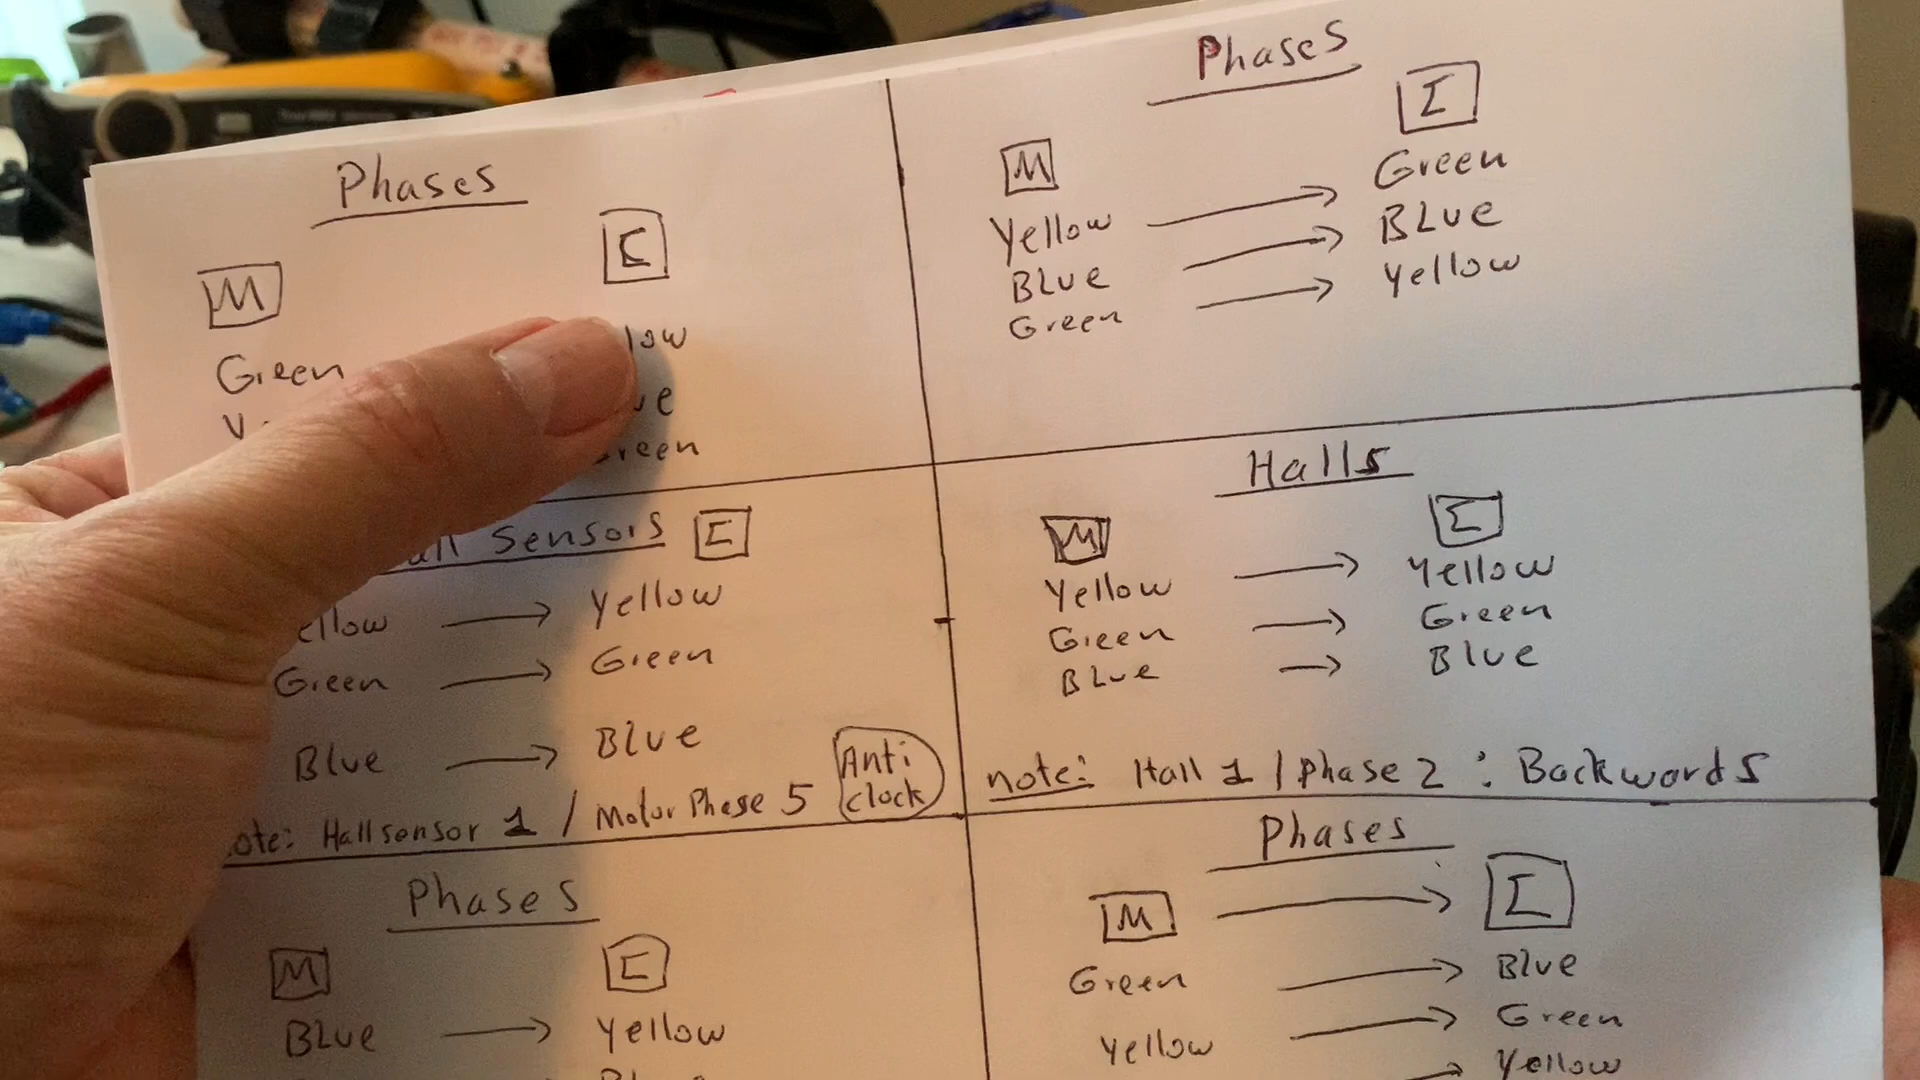 Phases
M
Green
Blue
Sensors
Yellow
Green → Green
Blue → Blue
Hallsensor 1 / Motor Phase 5
Anti
clock
Phases
M
Blue → Yellow
Phases
M
Yellow → Green
Blue → Blue
Green → Yellow
Halls
M
Yellow → Yellow
Green → Green
Blue → Blue
note: Hall 1 / phase 2 : Backwords
Phases
M
Green → Blue
Yellow → Green
Yellow